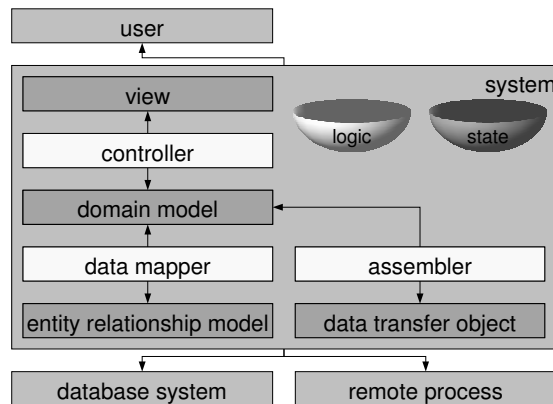 user
system
view
logic
state
controller
domain model
data mapper
assembler
entity relationship model
data transfer object
database system
remote process